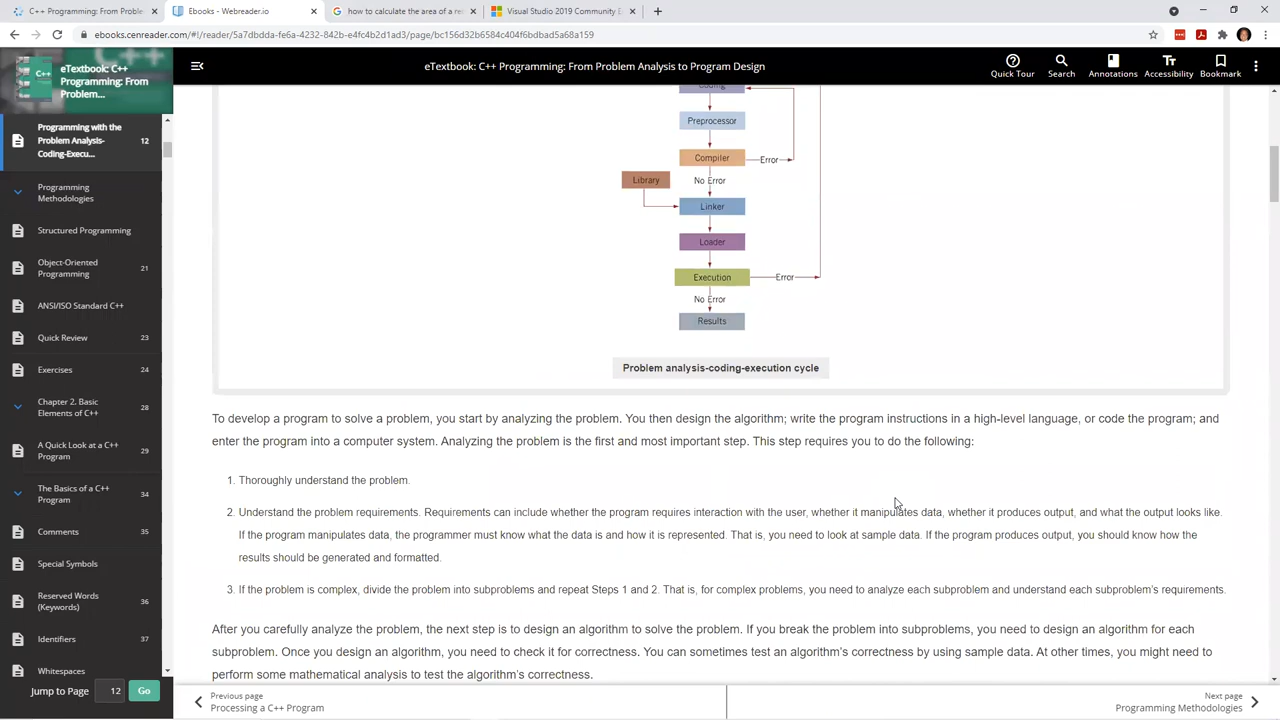 C++ Programming: From Problem
Ebooks - Webreader.io
how to calculate the area of a re
Visual Studio 2019 Community E
ebooks.cenreader.com/#!/reader/5a7dbdda-fe6a-4232-842b-e4fc4b2d1ad3/page/bc156d32b6584c404f6bdbad5a68a159
C++
eTextbook: C++
Programming: From
Problem...
eTextbook: C++ Programming: From Problem Analysis to Program Design
Quick Tour
Search
Annotations
Accessibility
Bookmark
Programming with the
Problem Analysis-
Coding-Execu...
12
Programming
Methodologies
Structured Programming
Object-Oriented
Programming
21
ANSI/ISO Standard C++
Quick Review
23
Exercises
24
Chapter 2. Basic
Elements of C++
28
A Quick Look at a C++
Program
29
The Basics of a C++
Program
34
Comments
35
Special Symbols
Reserved Words
(Keywords)
36
Identifiers
37
Whitespaces
Jump to Page
12
Go
Coding
Preprocessor
Compiler
Error
Library
No Error
Linker
Loader
Execution
Error
No Error
Results
Problem analysis-coding-execution cycle
To develop a program to solve a problem, you start by analyzing the problem. You then design the algorithm; write the program instructions in a high-level language, or code the program; and
enter the program into a computer system. Analyzing the problem is the first and most important step. This step requires you to do the following:
1. Thoroughly understand the problem.
2. Understand the problem requirements. Requirements can include whether the program requires interaction with the user, whether it manipulates data, whether it produces output, and what the output looks like.
If the program manipulates data, the programmer must know what the data is and how it is represented. That is, you need to look at sample data. If the program produces output, you should know how the
results should be generated and formatted.
3. If the problem is complex, divide the problem into subproblems and repeat Steps 1 and 2. That is, for complex problems, you need to analyze each subproblem and understand each subproblem's requirements.
After you carefully analyze the problem, the next step is to design an algorithm to solve the problem. If you break the problem into subproblems, you need to design an algorithm for each
subproblem. Once you design an algorithm, you need to check it for correctness. You can sometimes test an algorithm's correctness by using sample data. At other times, you might need to
perform some mathematical analysis to test the algorithm's correctness.
Previous page
Processing a C++ Program
Next page
Programming Methodologies